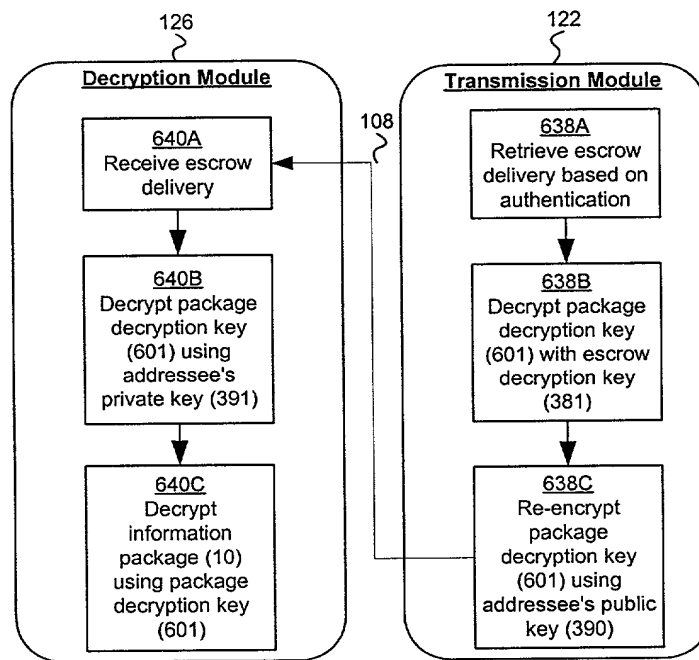 126
122
Decryption Module
Transmission Module
108
640A
Receive escrow
delivery
638A
Retrieve escrow
delivery based on
authentication
640B
Decrypt package
decryption key
(601) using
addressee's
private key (391)
638B
Decrypt package
decryption key
(601) with escrow
decryption key
(381)
640C
Decrypt
information
package (10)
using package
decryption key
(601)
638C
Re-encrypt
package
decryption key
(601) using
addressee's public
key (390)